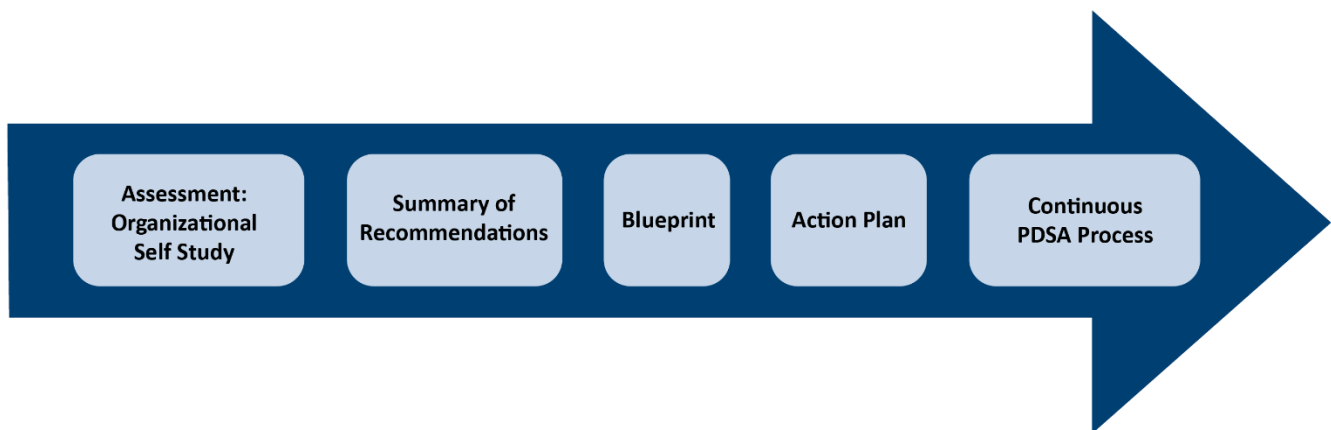 Assessment:
Organizational
Self Study
Summary of
Recommendations
Blueprint
Action Plan
Continuous
PDSA Process